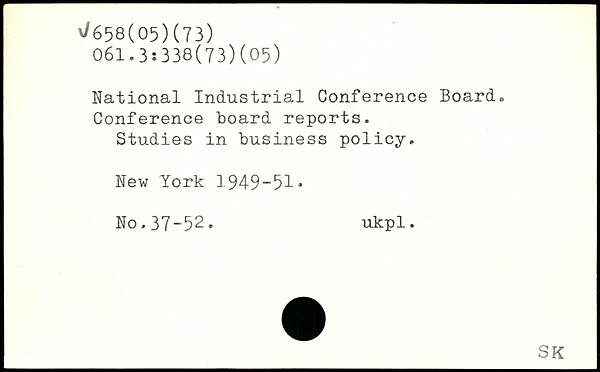 √658(05)(73)
061.3:338(73)(05)
National Industrial Conference Board.
Conference board reports.
Studies in business policy.
New York 1949-51.
No.37-52. ukpl.
SK